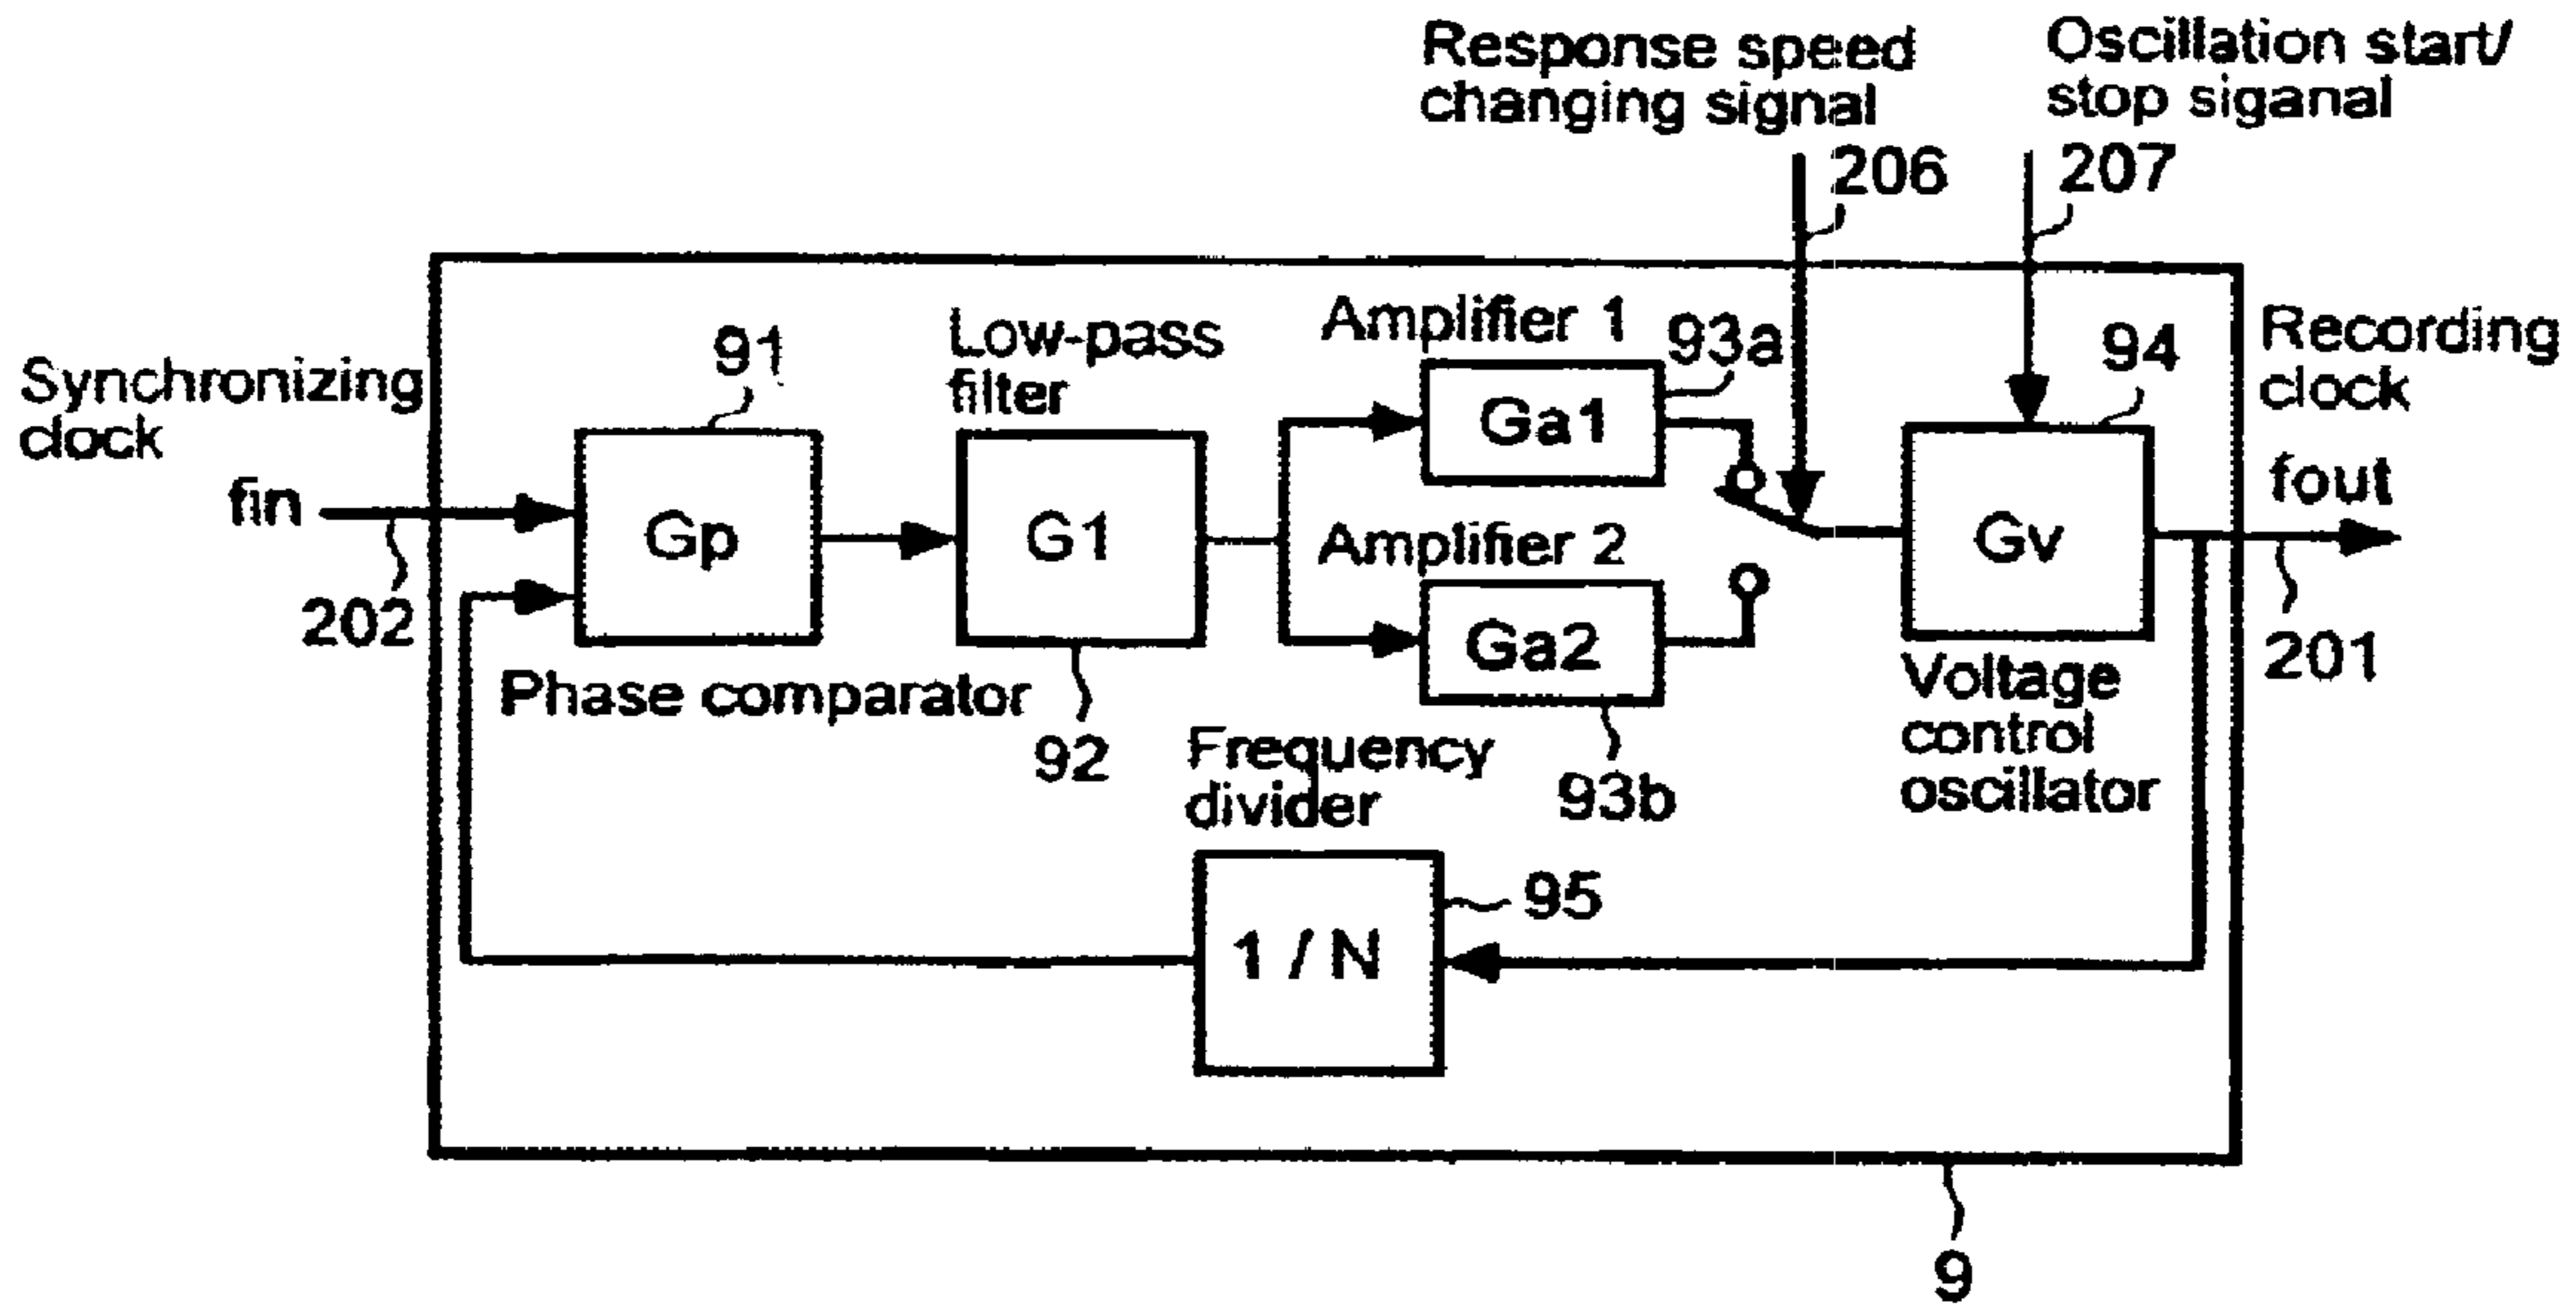 Response speed
changing signal
206
Oscillation start/
stop siganal
207
Synchronizing
clock
fin
202
91
Gp
Phase comparator
Low-pass
filter
G1
92
Amplifier 1
93a
Ga1
Amplifier 2
Ga2
93b
94
Gv
Voltage
control
oscillator
Recording
clock
fout
201
Frequency
divider
1 / N
95
9